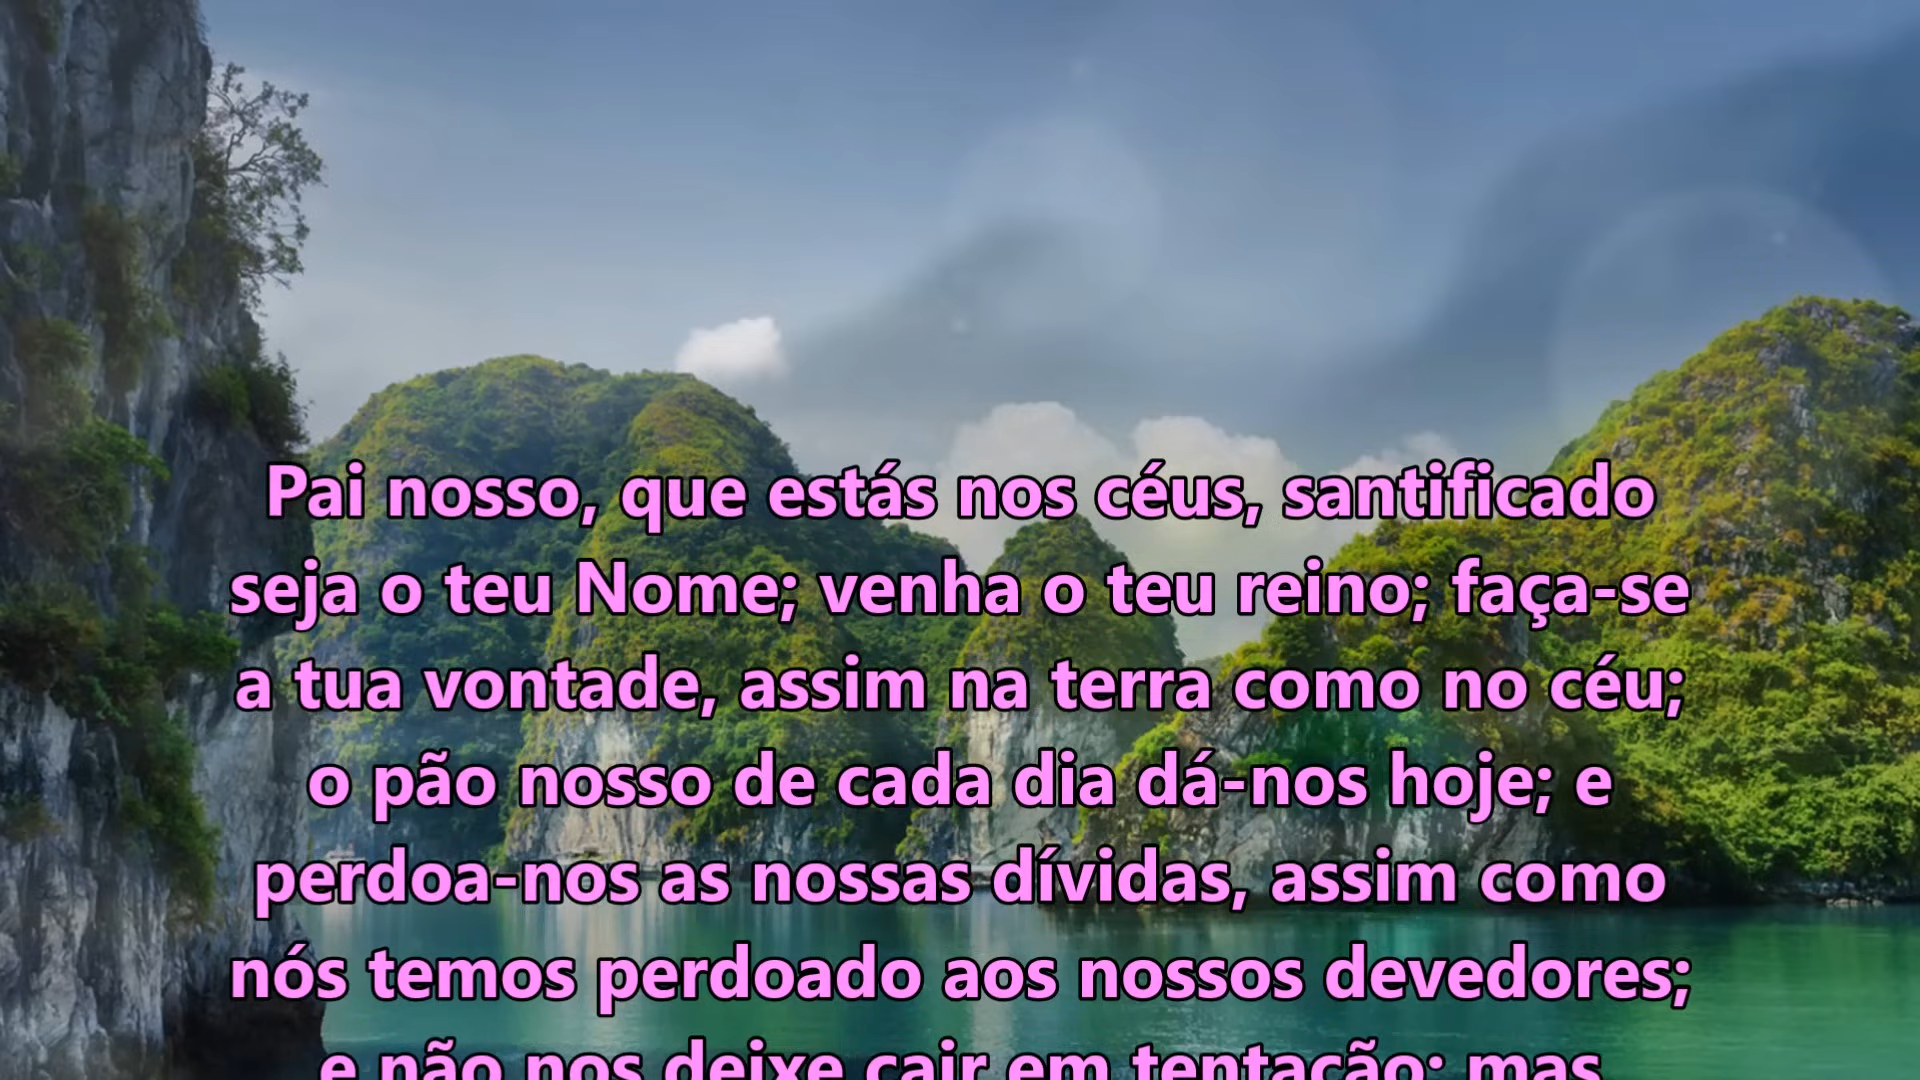 Pai nosso, que estás nos céus, santificado
seja o teu Nome; venha o teu reino; faça-se
a tua vontade, assim na terra como no céu;
o pão nosso de cada dia dá-nos hoje; e
perdoa-nos as nossas dívidas, assim como
nós temos perdoado aos nossos devedores;
e não nos deixe cair em tentação; mas